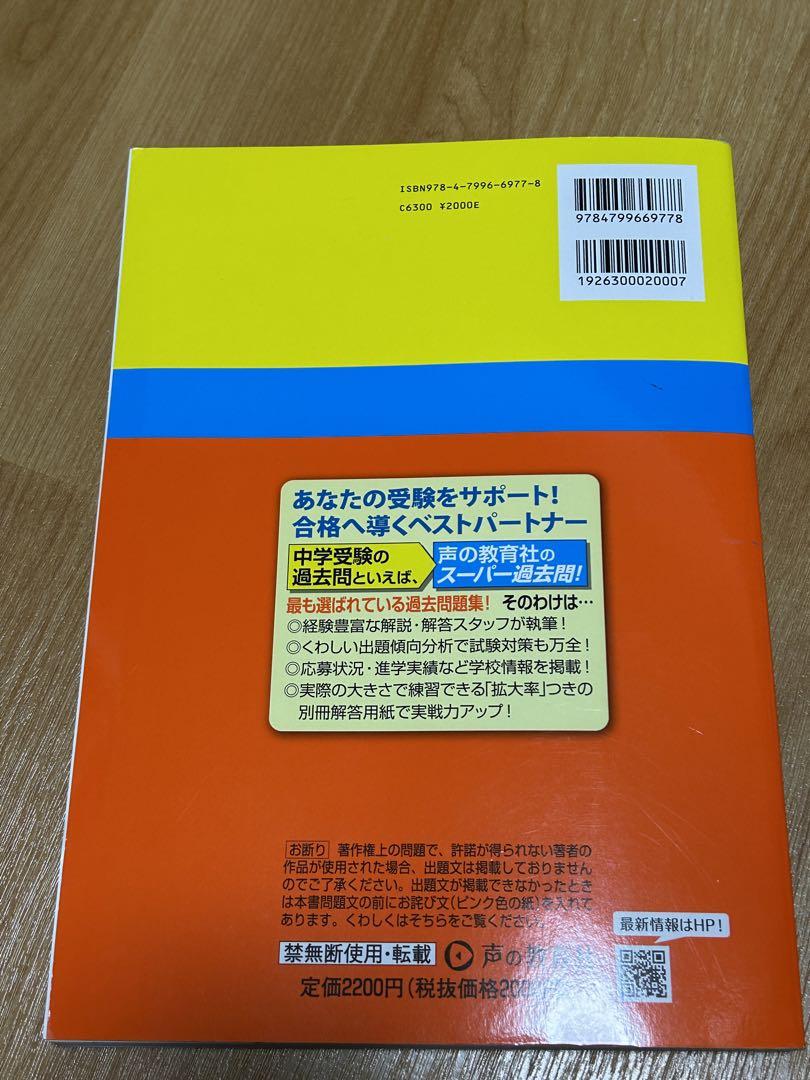 ISBN978-4-7996-6977-8
C6300 ¥2000E
9784799669778
1926300020007
あなたの受験をサポート!
合格へ導くベストパートナー
中学受験の
過去問といえば、
声の教育社の
スーパー過去問!
最も選ばれている過去問題集! そのわけは…
◎経験豊富な解説・解答スタッフが執筆!
◎くわしい出題傾向分析で試験対策も万全!
◎応募状況・進学実績など学校情報を掲載!
◎実際の大きさで練習できる「拡大率」つきの
別冊解答用紙で実戦力アップ!
お断り 著作権上の問題で、許諾が得られない著者の
作品が使用された場合、出題文は掲載しておりません
のでご了承ください。出題文が掲載できなかったとき
は本書問題文の前にお詫び文(ピンク色の紙)を入れて
あります。くわしくはそちらをご覧ください。
最新情報はHP!
禁無断使用・転載 声の教育社
定価2200円(税抜価格200